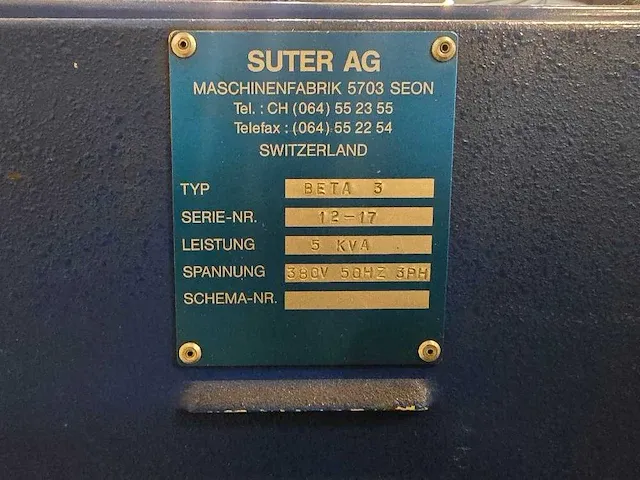 SUTER AG
MASCHINENFABRIK 5703 SEON
Tel. : CH (064) 55 23 55
Telefax : (064) 55 22 54
SWITZERLAND
TYP BETA 3
SERIE-NR. 12-17
LEISTUNG 5 KVA
SPANNUNG 380V 50HZ 3PH
SCHEMA-NR.